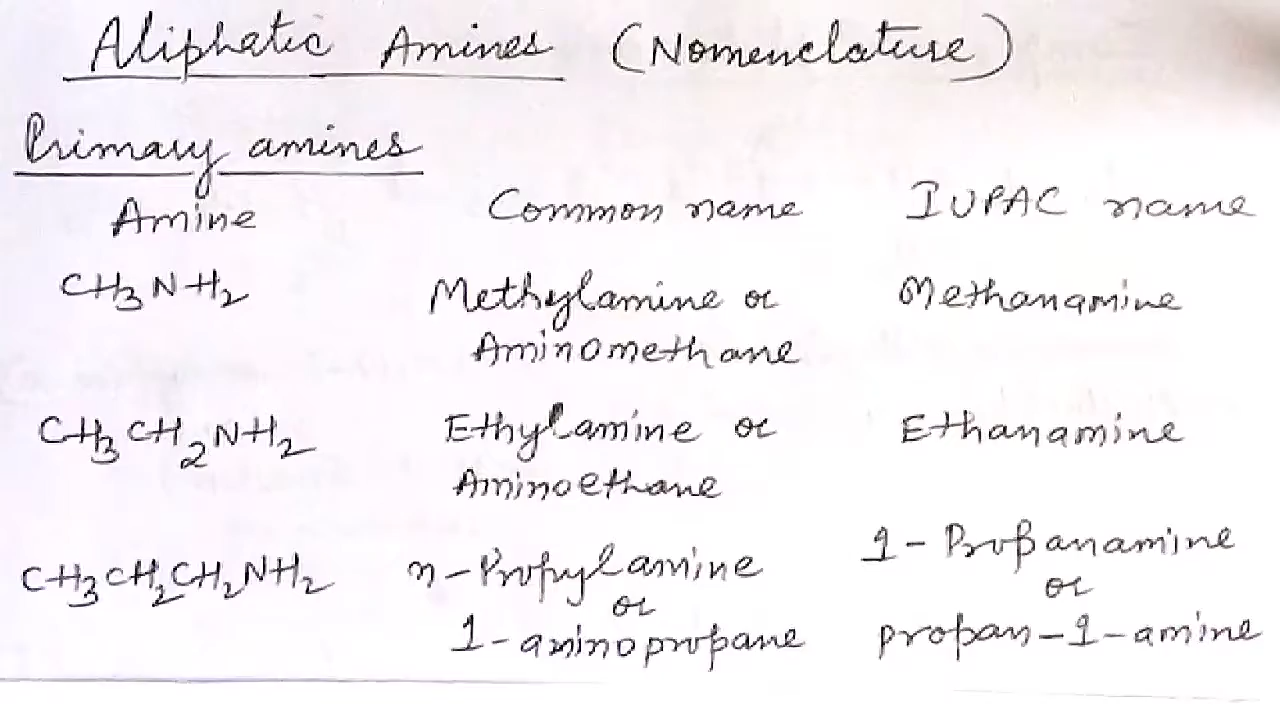 Aliphatic Amines (Nomenclature)
Primary amines
Amine Common name IUPAC name
CH3NH2 Methylamine or Methanamine
Aminomethane
CH3CH2NH2 Ethylamine or Ethanamine
Aminoethane
CH3CH2CH2NH2 n-Propylamine 1-Propanamine
or or
1-aminopropane propan-1-amine